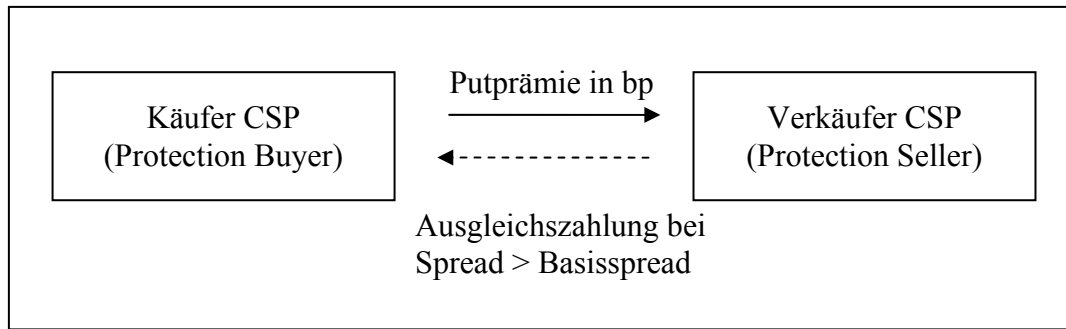 Käufer CSP
(Protection Buyer)
Putprämie in bp
Verkäufer CSP
(Protection Seller)
Ausgleichszahlung bei
Spread > Basisspread